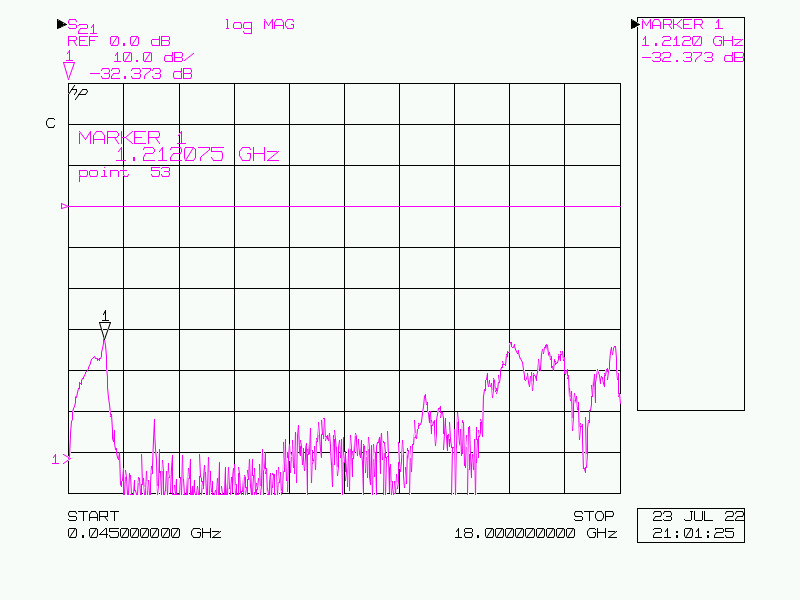 ▶S21 log MAG
REF 0.0 dB
1 10.0 dB/
-32.373 dB
hp
C
MARKER 1
1.212075 GHz
point 53
1
1
START
0.045000000 GHz
STOP
18.000000000 GHz
▶MARKER 1
1.2120 GHz
-32.373 dB
23 JUL 22
21:01:25